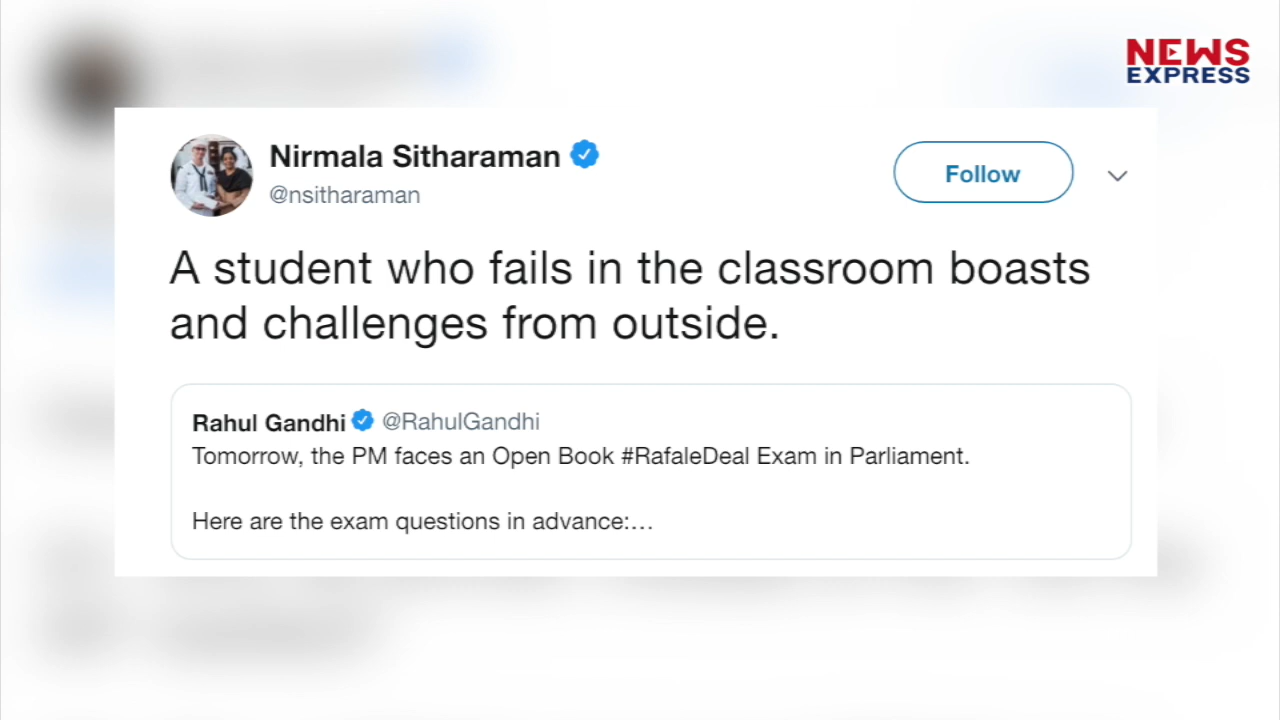 NEWS
EXPRESS
Nirmala Sitharaman
@nsitharaman
Follow
A student who fails in the classroom boasts
and challenges from outside.
Rahul Gandhi @RahulGandhi
Tomorrow, the PM faces an Open Book #RafaleDeal Exam in Parliament.
Here are the exam questions in advance:…